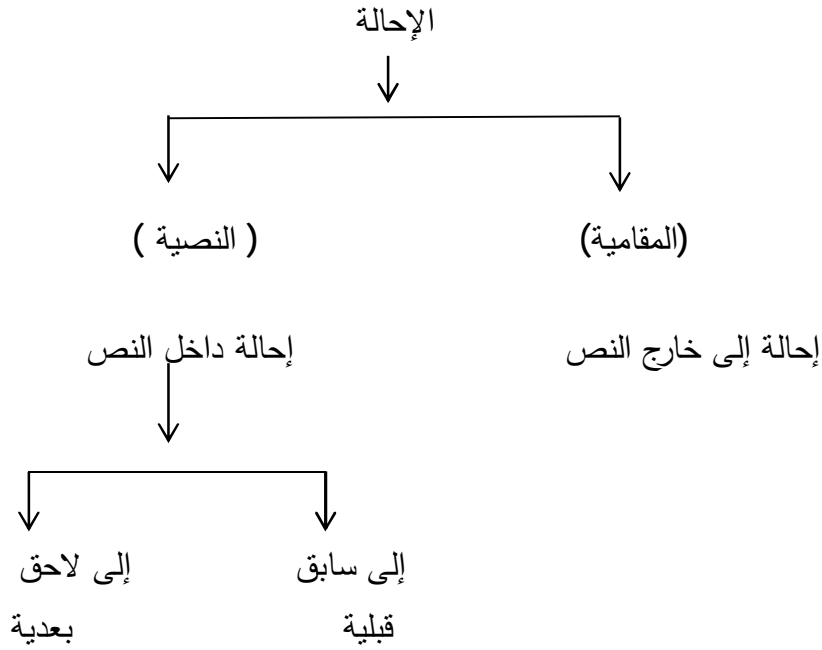 الإحالة
(المقامية) ( النصية )
إحالة إلى خارج النص إحالة داخل النص
إلى سابق إلى لاحق
قبلية بعدية